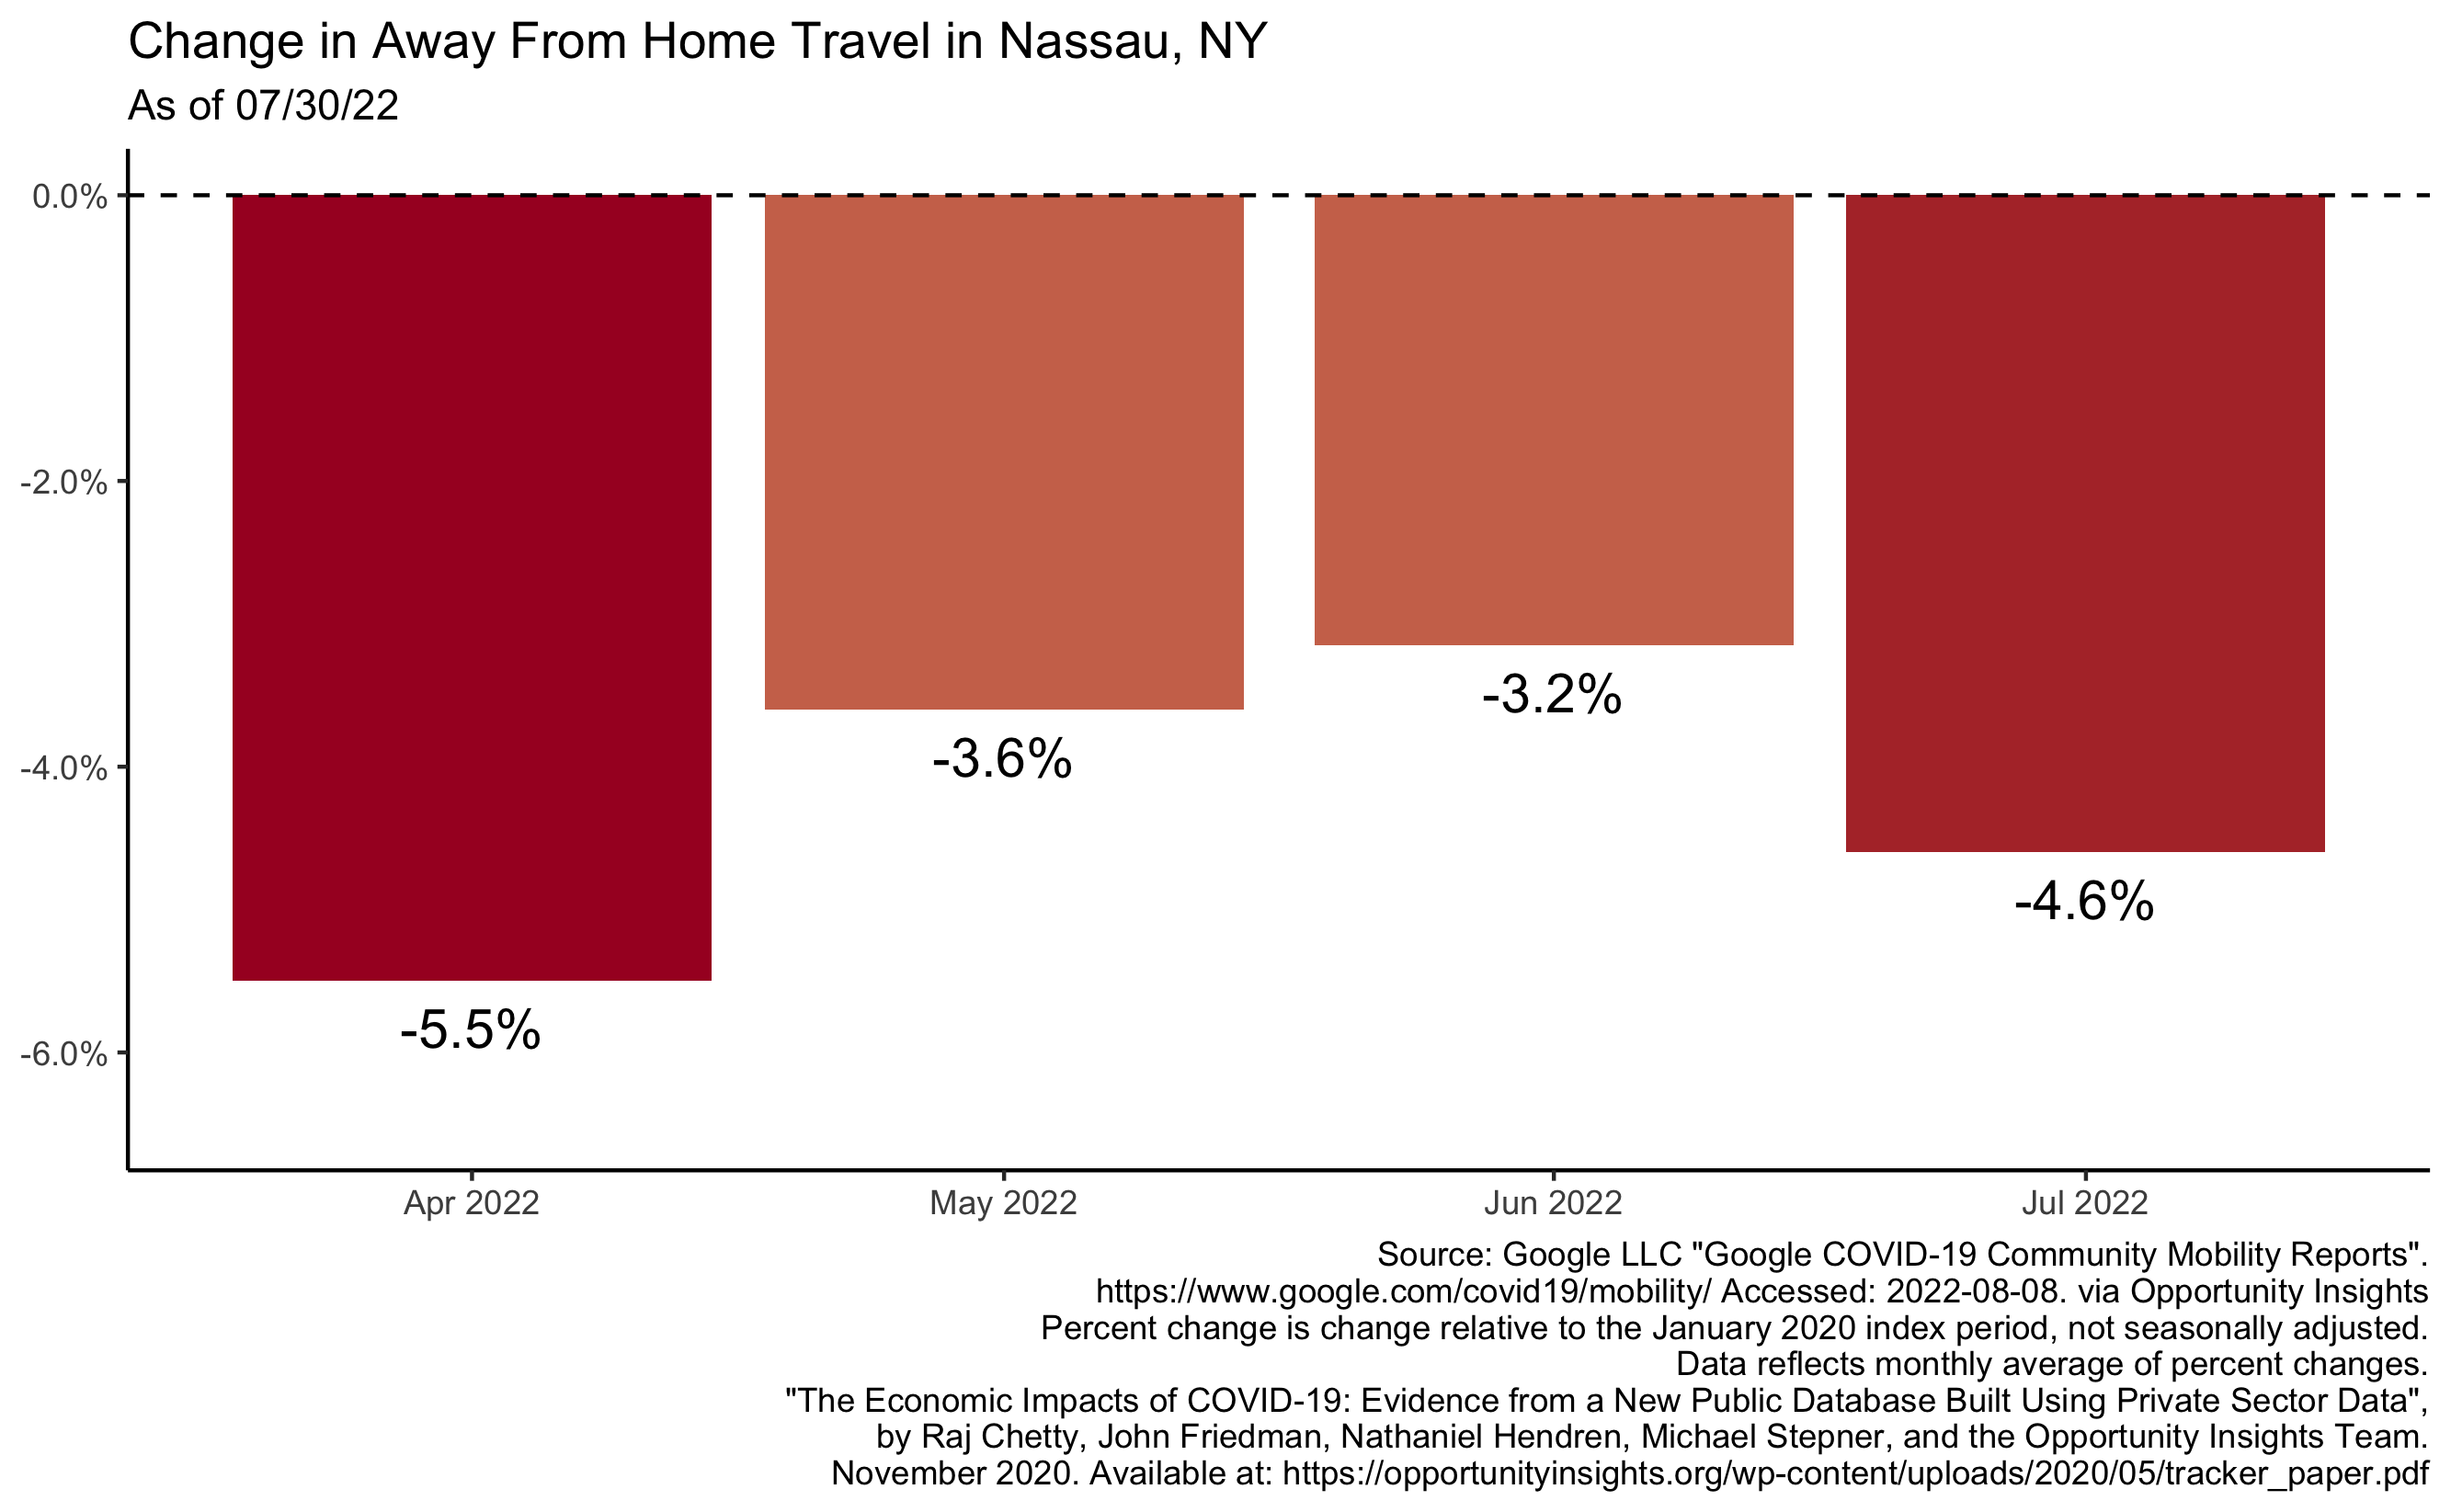 Change in Away From Home Travel in Nassau, NY
As of 07/30/22
0.0%
-2.0%
-4.0%
-6.0%
-5.5%
-3.6%
-3.2%
-4.6%
Apr 2022
May 2022
Jun 2022
Jul 2022
Source: Google LLC "Google COVID-19 Community Mobility Reports".
https://www.google.com/covid19/mobility/ Accessed: 2022-08-08. via Opportunity Insights
Percent change is change relative to the January 2020 index period, not seasonally adjusted.
Data reflects monthly average of percent changes.
"The Economic Impacts of COVID-19: Evidence from a New Public Database Built Using Private Sector Data",
by Raj Chetty, John Friedman, Nathaniel Hendren, Michael Stepner, and the Opportunity Insights Team.
November 2020. Available at: https://opportunityinsights.org/wp-content/uploads/2020/05/tracker_paper.pdf